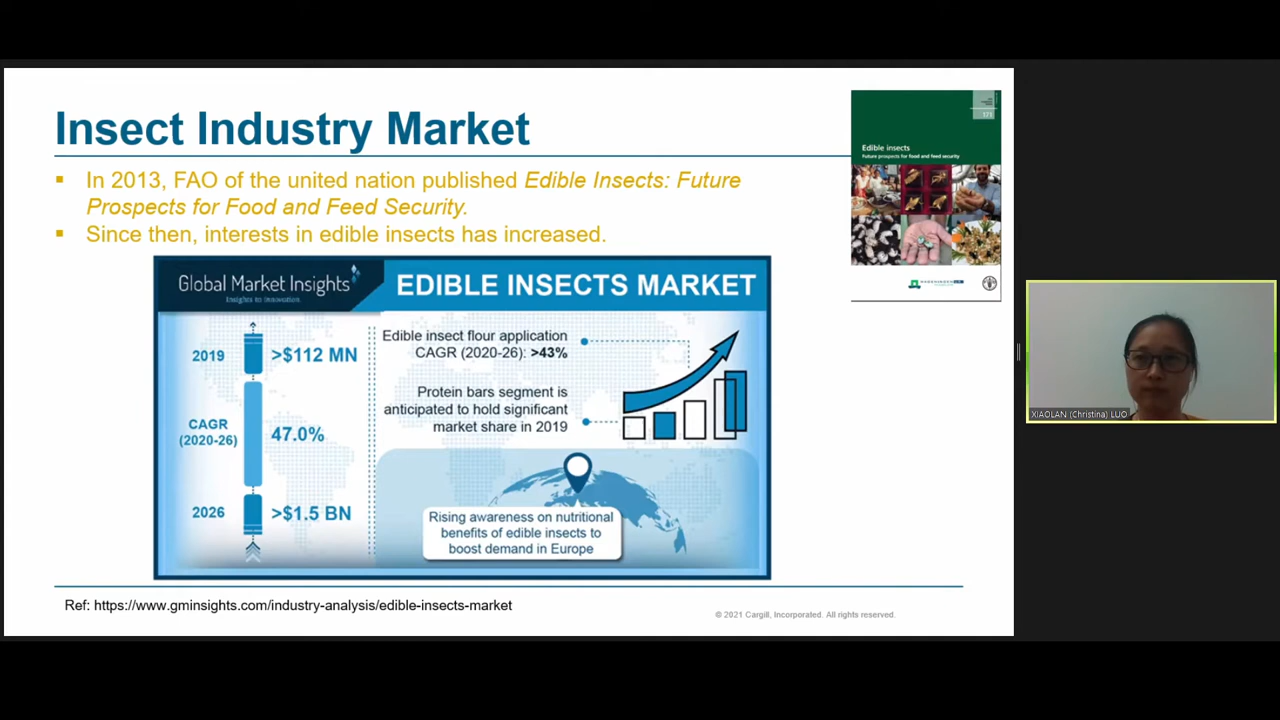 Insect Industry Market
▪ In 2013, FAO of the united nation published Edible Insects: Future
Prospects for Food and Feed Security.
▪ Since then, interests in edible insects has increased.
171
Edible insects
Future prospects for food and feed security
Global Market Insights
Insights to Innovation
EDIBLE INSECTS MARKET
2019
>$112 MN
CAGR
(2020-26)
47.0%
2026
>$1.5 BN
Edible insect flour application
CAGR (2020-26): >43%
Protein bars segment is
anticipated to hold significant
market share in 2019
Rising awareness on nutritional
benefits of edible insects to
boost demand in Europe
Ref: https://www.gminsights.com/industry-analysis/edible-insects-market
© 2021 Cargill, Incorporated. All rights reserved.
XIAOLAN (Christina) LUO